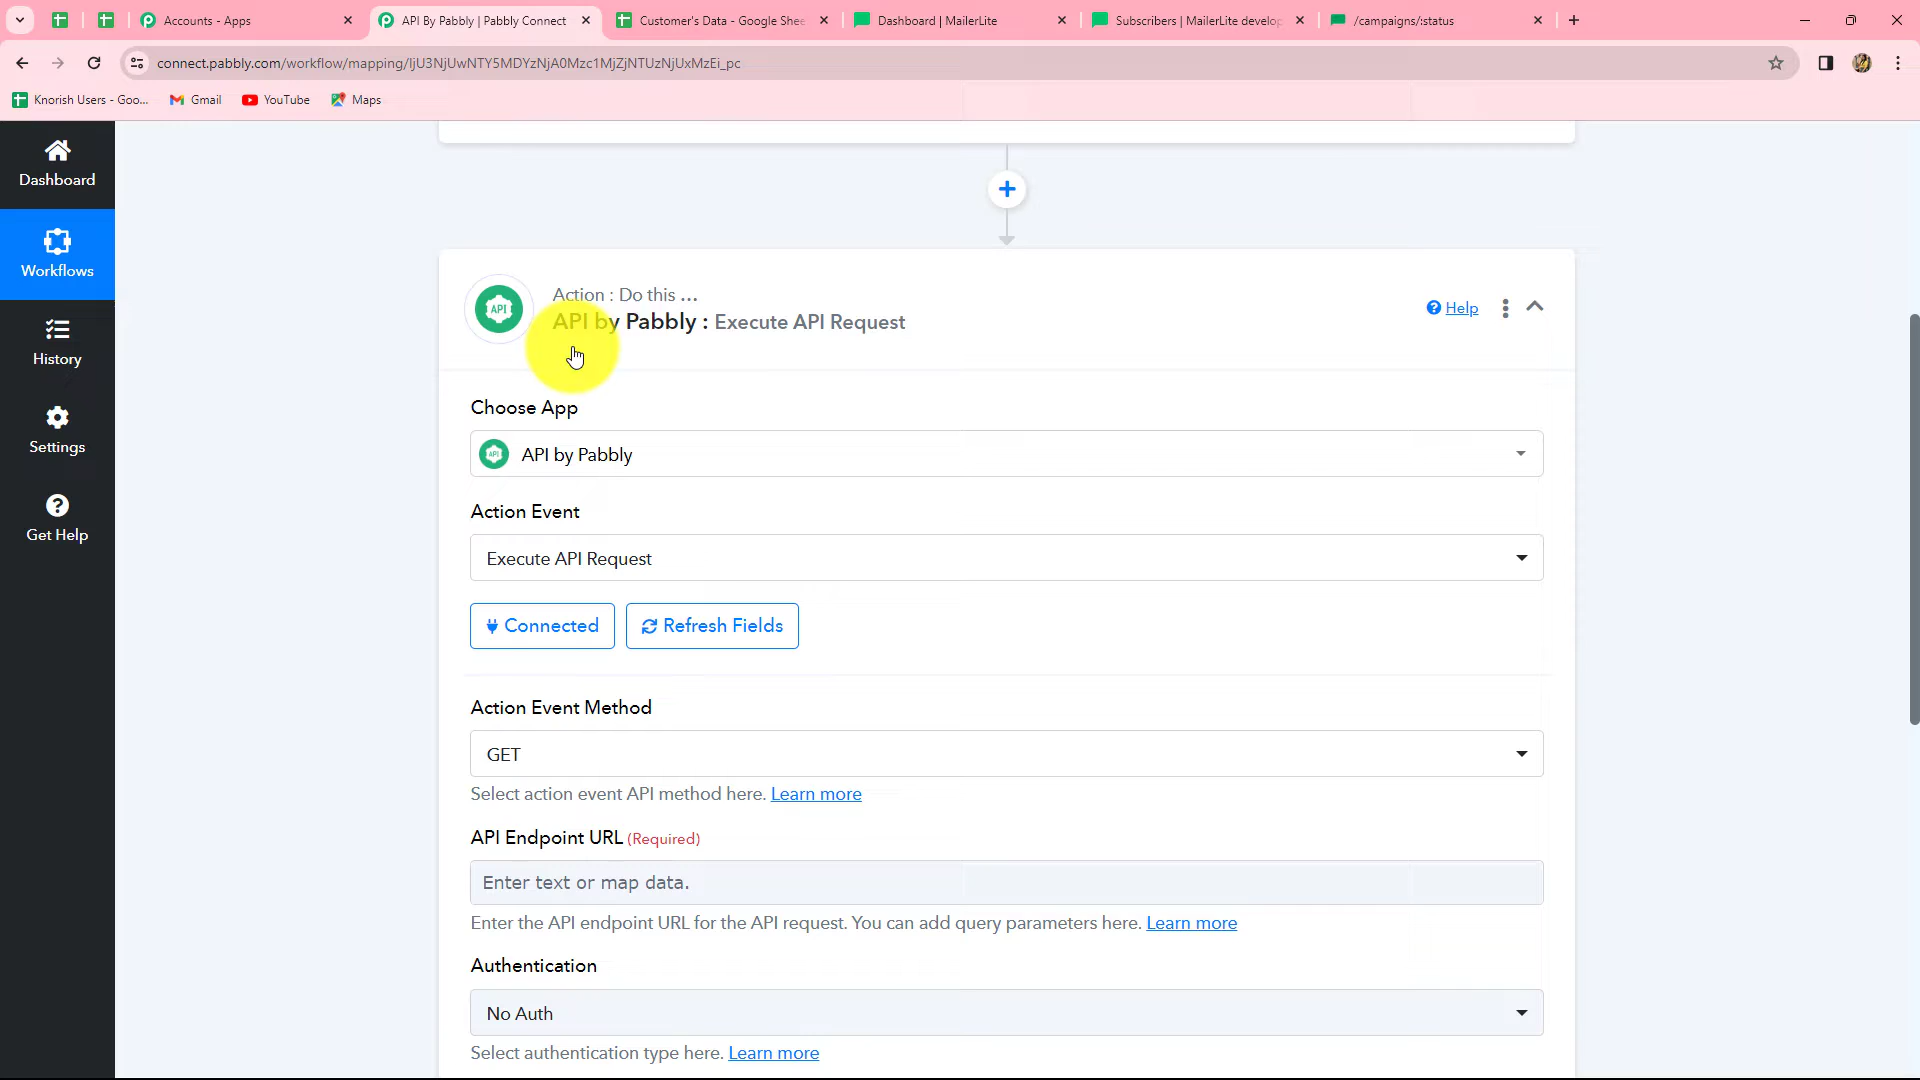 Accounts - Apps
API By Pabbly | Pabbly Connect
Customer's Data - Google Shee
Dashboard | MailerLite
Subscribers | MailerLite develop
/campaigns/:status
connect.pabbly.com/workflow/mapping/IjU3NjUwNTY5MDYzNjA0Mzc1MjZjNTUzNjUxMzEi_pc
Knorish Users - Goo...
Gmail
YouTube
Maps
Dashboard
Workflows
History
Settings
Get Help
Action : Do this ...
API by Pabbly : Execute API Request
Help
API
Choose App
API by Pabbly
Action Event
Execute API Request
Connected
Refresh Fields
Action Event Method
GET
Select action event API method here. Learn more
API Endpoint URL (Required)
Enter text or map data.
Enter the API endpoint URL for the API request. You can add query parameters here. Learn more
Authentication
No Auth
Select authentication type here. Learn more